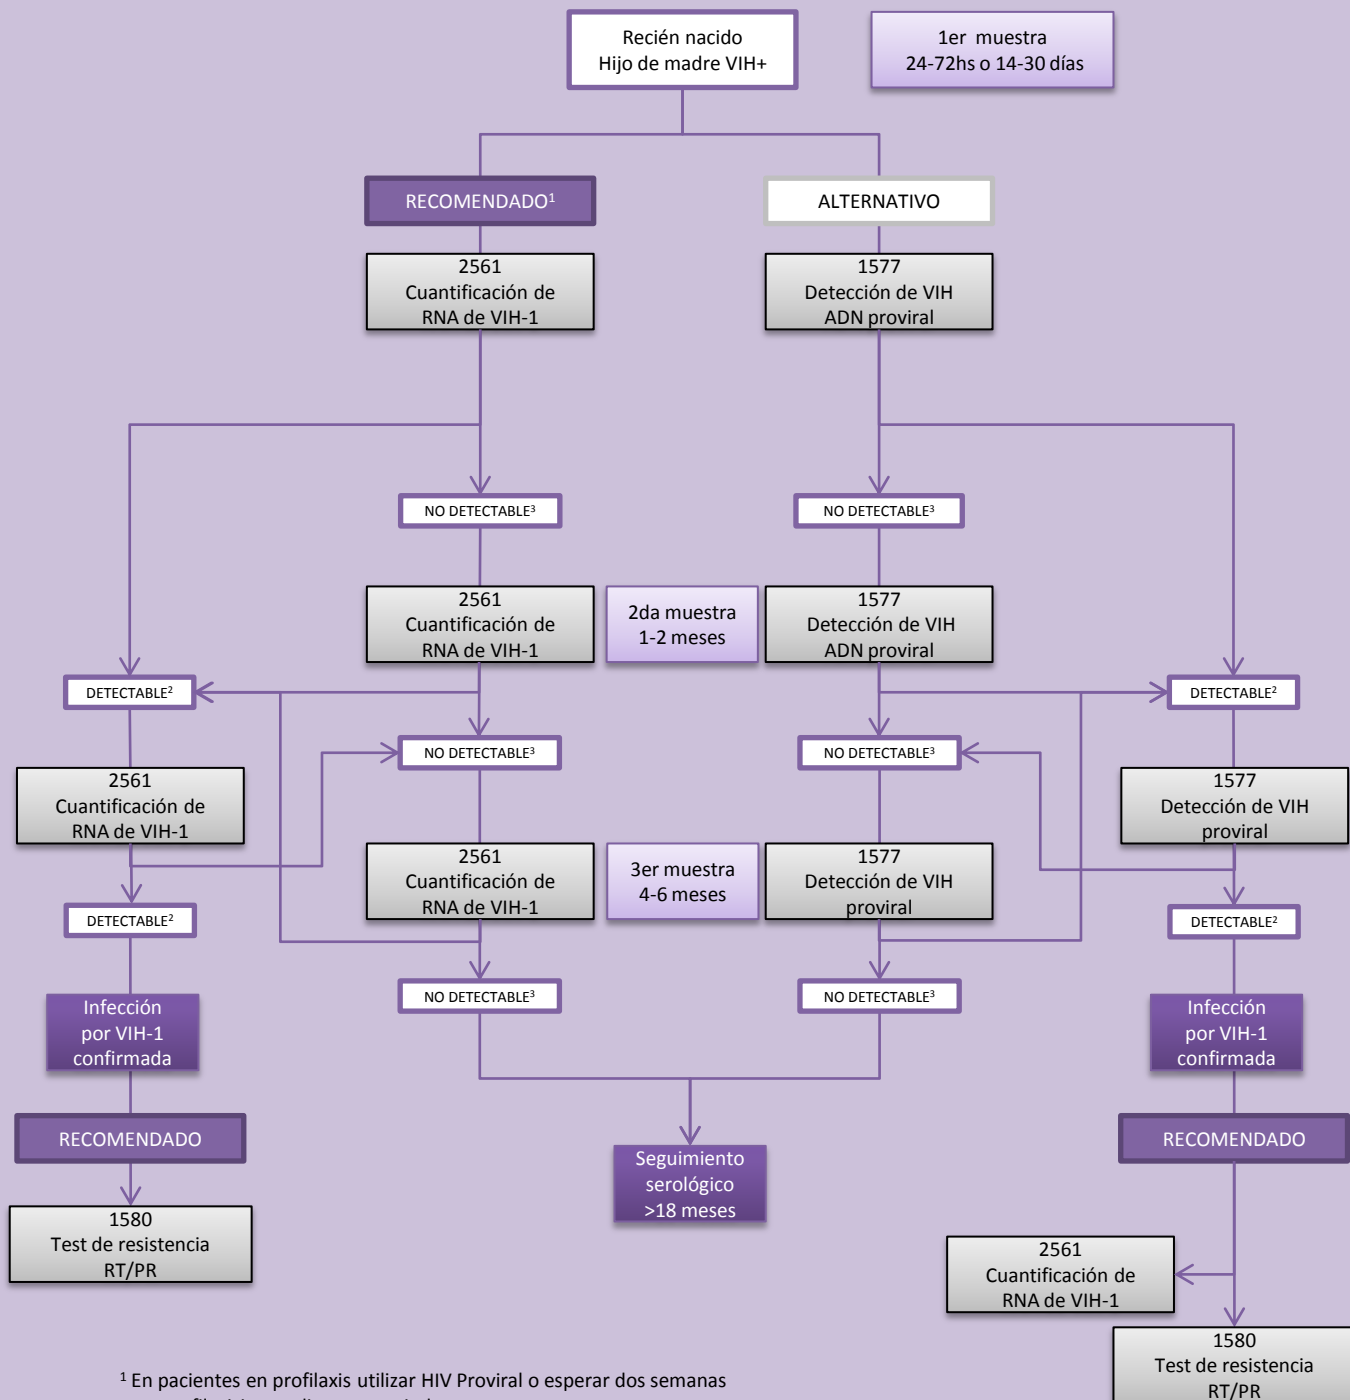 Recién nacido
Hijo de madre VIH+
1er muestra
24-72hs o 14-30 días
RECOMENDADO¹
ALTERNATIVO
2561
Cuantificación de
RNA de VIH-1
1577
Detección de VIH
ADN proviral
NO DETECTABLE³
NO DETECTABLE³
2561
Cuantificación de
RNA de VIH-1
2da muestra
1-2 meses
1577
Detección de VIH
ADN proviral
DETECTABLE²
DETECTABLE²
NO DETECTABLE³
NO DETECTABLE³
2561
Cuantificación de
RNA de VIH-1
1577
Detección de VIH
proviral
2561
Cuantificación de
RNA de VIH-1
3er muestra
4-6 meses
1577
Detección de VIH
proviral
DETECTABLE²
DETECTABLE²
NO DETECTABLE³
NO DETECTABLE³
Infección
por VIH-1
confirmada
Infección
por VIH-1
confirmada
RECOMENDADO
RECOMENDADO
Seguimiento
serológico
>18 meses
1580
Test de resistencia
RT/PR
2561
Cuantificación de
RNA de VIH-1
1580
Test de resistencia
RT/PR
¹ En pacientes en profilaxis utilizar HIV Proviral o esperar dos semanas